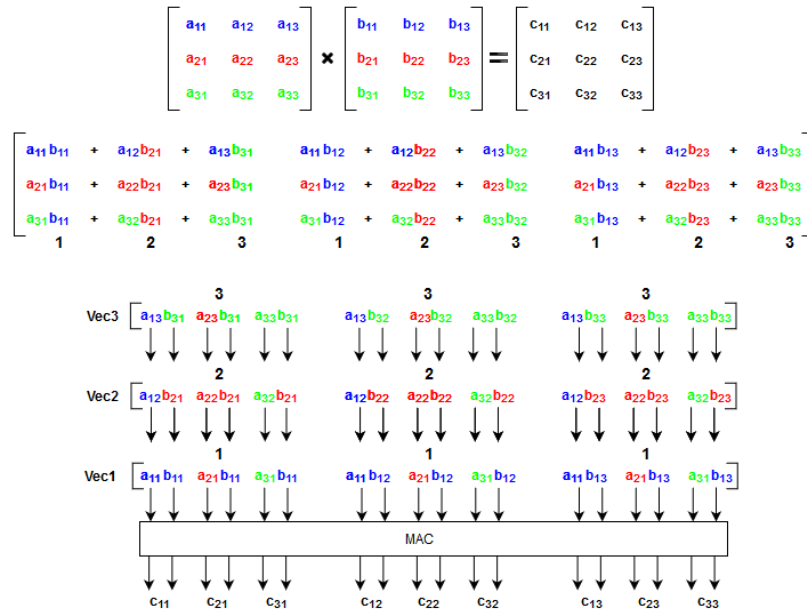 a₁₁ a₁₂ a₁₃ b₁₁ b₁₂ b₁₃ c₁₁ c₁₂ c₁₃
a₂₁ a₂₂ a₂₃ × b₂₁ b₂₂ b₂₃ = c₂₁ c₂₂ c₂₃
a₃₁ a₃₂ a₃₃ b₃₁ b₃₂ b₃₃ c₃₁ c₃₂ c₃₃
a₁₁b₁₁ + a₁₂b₂₁ + a₁₃b₃₁ a₁₁b₁₂ + a₁₂b₂₂ + a₁₃b₃₂ a₁₁b₁₃ + a₁₂b₂₃ + a₁₃b₃₃
a₂₁b₁₁ + a₂₂b₂₁ + a₂₃b₃₁ a₂₁b₁₂ + a₂₂b₂₂ + a₂₃b₃₂ a₂₁b₁₃ + a₂₂b₂₃ + a₂₃b₃₃
a₃₁b₁₁ + a₃₂b₂₁ + a₃₃b₃₁ a₃₁b₁₂ + a₃₂b₂₂ + a₃₃b₃₂ a₃₁b₁₃ + a₃₂b₂₃ + a₃₃b₃₃
1 2 3 1 2 3 1 2 3
3 3 3
Vec3 a₁₃b₃₁ a₂₃b₃₁ a₃₃b₃₁ a₁₃b₃₂ a₂₃b₃₂ a₃₃b₃₂ a₁₃b₃₃ a₂₃b₃₃ a₃₃b₃₃
2 2 2
Vec2 a₁₂b₂₁ a₂₂b₂₁ a₃₂b₂₁ a₁₂b₂₂ a₂₂b₂₂ a₃₂b₂₂ a₁₂b₂₃ a₂₂b₂₃ a₃₂b₂₃
1 1 1
Vec1 a₁₁b₁₁ a₂₁b₁₁ a₃₁b₁₁ a₁₁b₁₂ a₂₁b₁₂ a₃₁b₁₂ a₁₁b₁₃ a₂₁b₁₃ a₃₁b₁₃
MAC
c₁₁ c₂₁ c₃₁ c₁₂ c₂₂ c₃₂ c₁₃ c₂₃ c₃₃